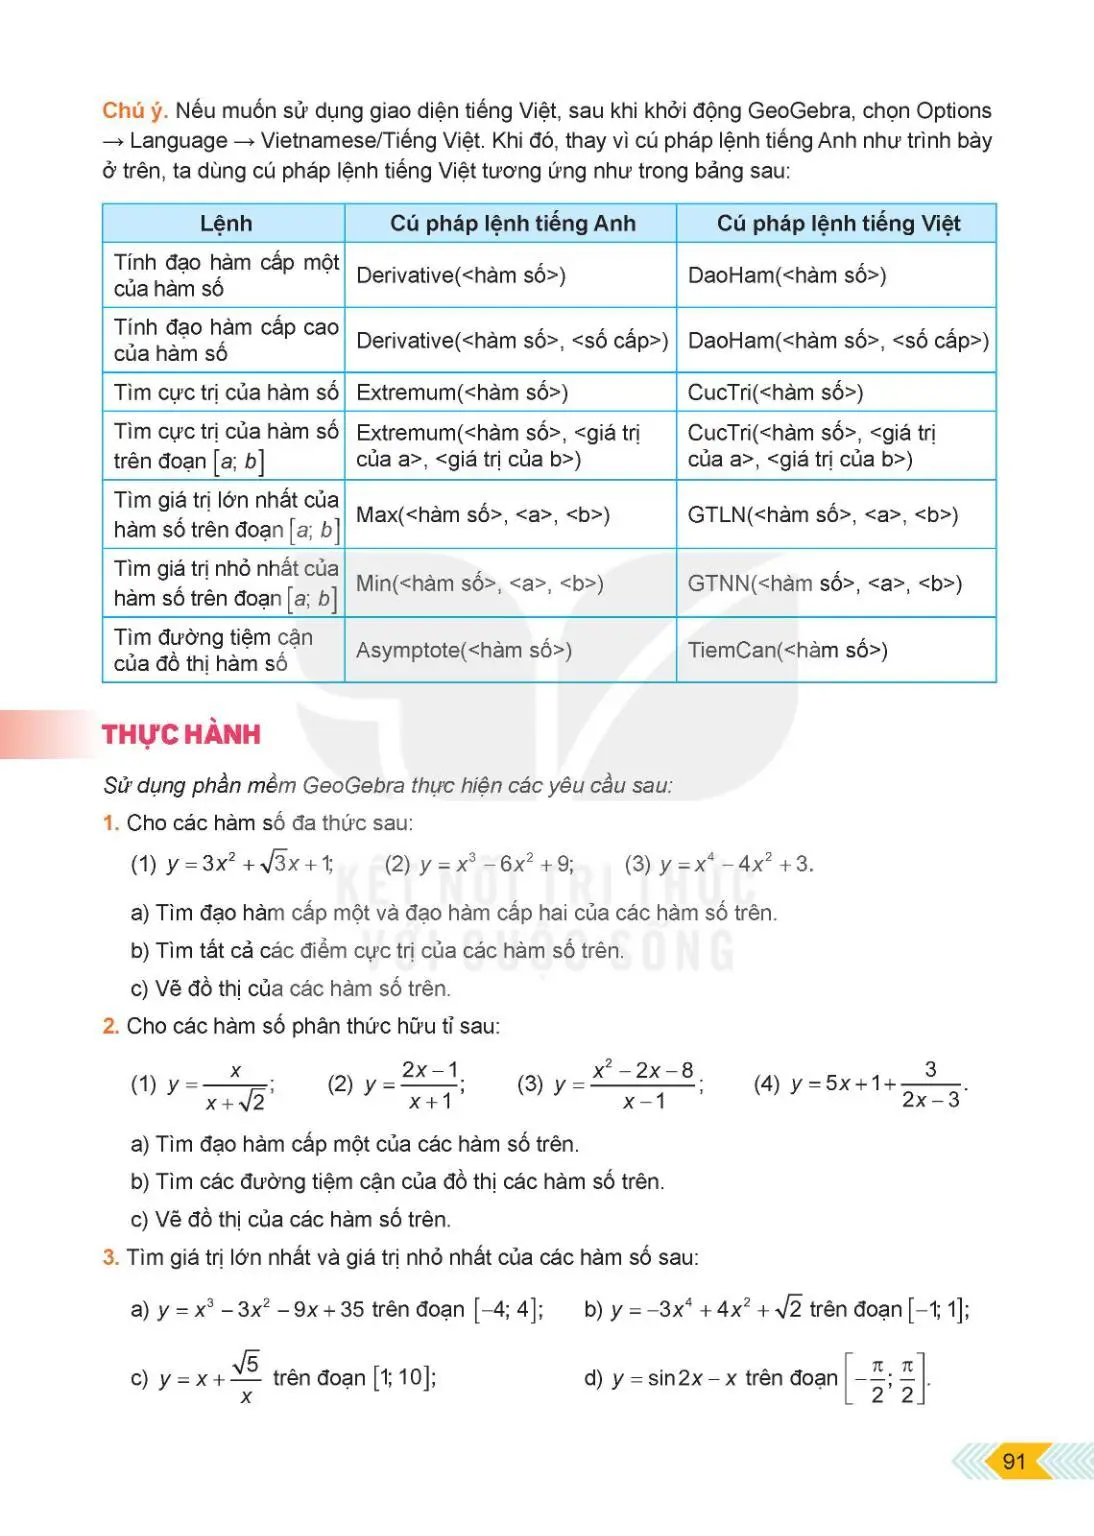 Chú ý. Nếu muốn sử dụng giao diện tiếng Việt, sau khi khởi động GeoGebra, chọn Options
→ Language → Vietnamese/Tiếng Việt. Khi đó, thay vì cú pháp lệnh tiếng Anh như trình bày
ở trên, ta dùng cú pháp lệnh tiếng Việt tương ứng như trong bảng sau:
Lệnh Cú pháp lệnh tiếng Anh Cú pháp lệnh tiếng Việt
Tính đạo hàm cấp một
của hàm số
Derivative(<hàm số>)
DaoHam(<hàm số>)
Tính đạo hàm cấp cao
của hàm số
Derivative(<hàm số>, <số cấp>)
DaoHam(<hàm số>, <số cấp>)
Tìm cực trị của hàm số
Extremum(<hàm số>)
CucTri(<hàm số>)
Tìm cực trị của hàm số
trên đoạn [a; b]
Extremum(<hàm số>, <giá trị
của a>, <giá trị của b>)
CucTri(<hàm số>, <giá trị
của a>, <giá trị của b>)
Tìm giá trị lớn nhất của
hàm số trên đoạn [a; b]
Max(<hàm số>, <a>, <b>)
GTLN(<hàm số>, <a>, <b>)
Tìm giá trị nhỏ nhất của
hàm số trên đoạn [a; b]
Min(<hàm số>, <a>, <b>)
GTNN(<hàm số>, <a>, <b>)
Tìm đường tiệm cận
của đồ thị hàm số
Asymptote(<hàm số>)
TiemCan(<hàm số>)
THỰC HÀNH
Sử dụng phần mềm GeoGebra thực hiện các yêu cầu sau:
1. Cho các hàm số đa thức sau:
(1) y = 3x² + √3x + 1; (2) y = x³ − 6x² + 9; (3) y = x⁴ − 4x² + 3.
a) Tìm đạo hàm cấp một và đạo hàm cấp hai của các hàm số trên.
b) Tìm tất cả các điểm cực trị của các hàm số trên.
c) Vẽ đồ thị của các hàm số trên.
KẾT NỐI TRI THỨC
VỚI CUỘC SỐNG
2. Cho các hàm số phân thức hữu tỉ sau:
(1) y = x/(x + √2); (2) y = (2x − 1)/(x + 1); (3) y = (x² − 2x − 8)/(x − 1); (4) y = 5x + 1 + 3/(2x − 3).
a) Tìm đạo hàm cấp một của các hàm số trên.
b) Tìm các đường tiệm cận của đồ thị các hàm số trên.
c) Vẽ đồ thị của các hàm số trên.
3. Tìm giá trị lớn nhất và giá trị nhỏ nhất của các hàm số sau:
a) y = x³ − 3x² − 9x + 35 trên đoạn [−4; 4]; b) y = −3x⁴ + 4x² + √2 trên đoạn [−1; 1];
c) y = x + √5/x trên đoạn [1; 10]; d) y = sin2x − x trên đoạn [−π/2; π/2].
91